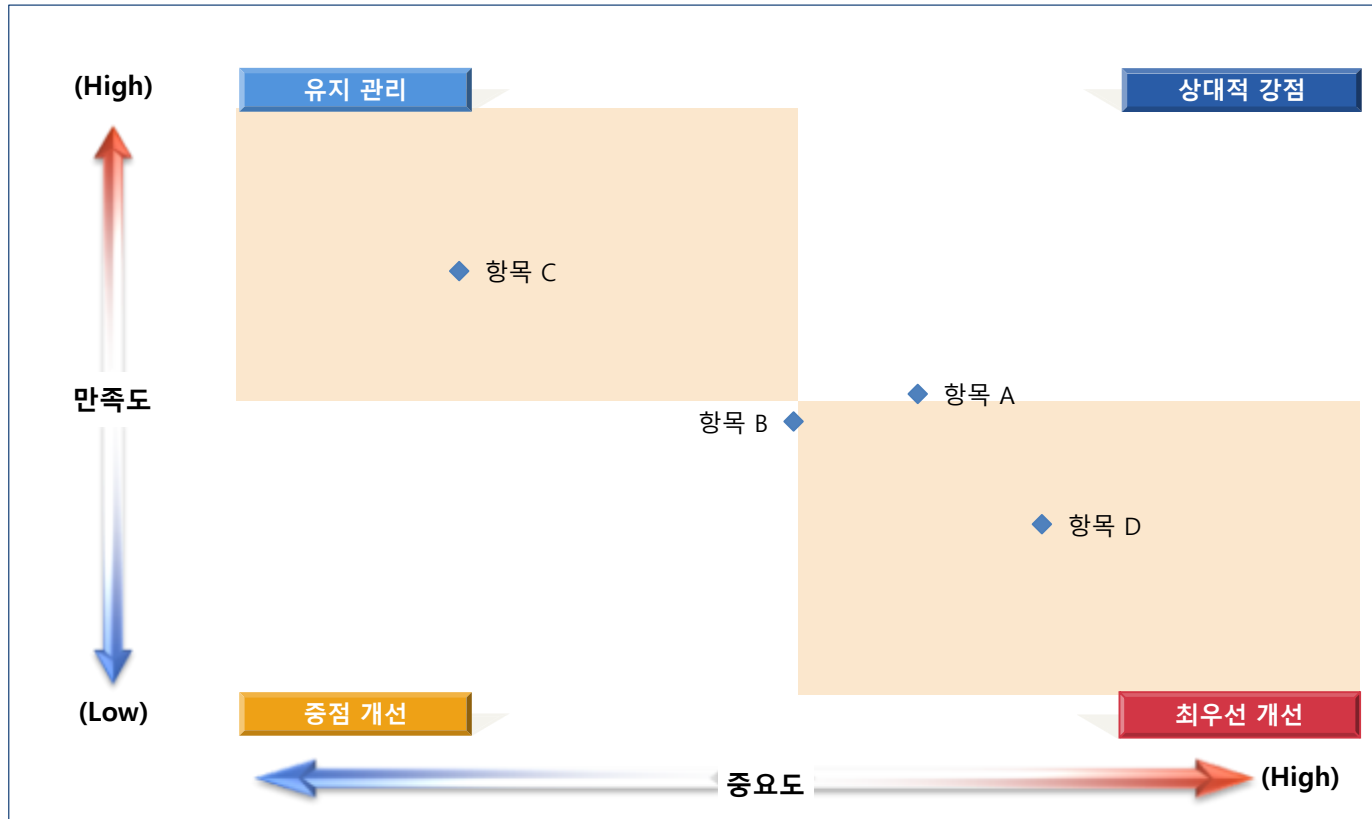 (High)
유지 관리
상대적 강점
항목 C
만족도
항목 A
항목 B
항목 D
(Low)
중점 개선
최우선 개선
중요도
(High)